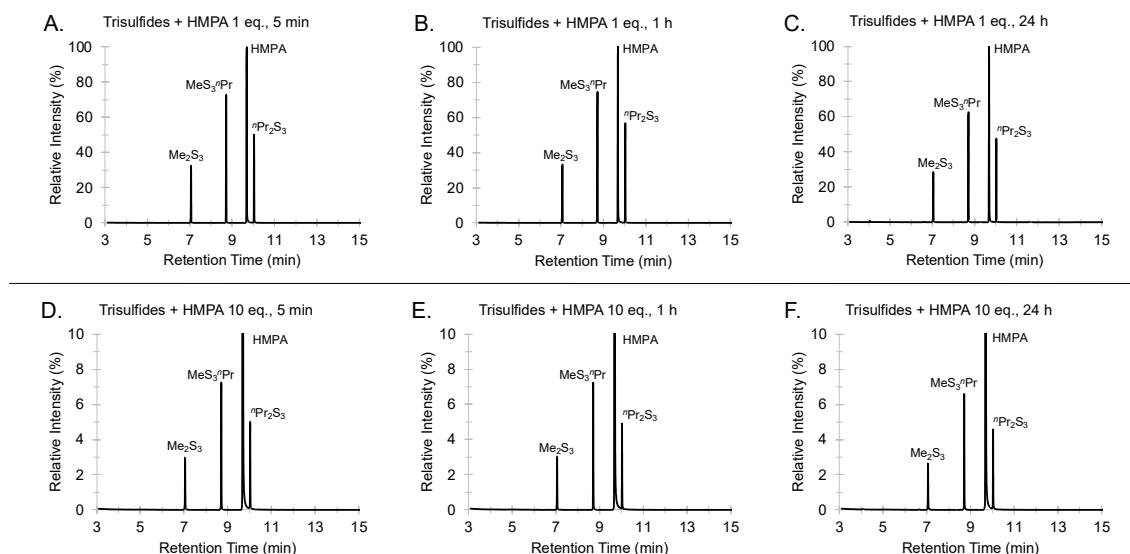 A.
Trisulfides + HMPA 1 eq., 5 min
Relative Intensity (%)
100
80
60
40
20
0
Me₂S₃
MeS₃ⁿPr
HMPA
ⁿPr₂S₃
3 5 7 9 11 13 15
Retention Time (min)
B.
Trisulfides + HMPA 1 eq., 1 h
Relative Intensity (%)
100
80
60
40
20
0
Me₂S₃
MeS₃ⁿPr
HMPA
ⁿPr₂S₃
3 5 7 9 11 13 15
Retention Time (min)
C.
Trisulfides + HMPA 1 eq., 24 h
Relative Intensity (%)
100
80
60
40
20
0
Me₂S₃
MeS₃ⁿPr
HMPA
ⁿPr₂S₃
3 5 7 9 11 13 15
Retention Time (min)
D.
Trisulfides + HMPA 10 eq., 5 min
Relative Intensity (%)
10
8
6
4
2
0
Me₂S₃
MeS₃ⁿPr
HMPA
ⁿPr₂S₃
3 5 7 9 11 13 15
Retention Time (min)
E.
Trisulfides + HMPA 10 eq., 1 h
Relative Intensity (%)
10
8
6
4
2
0
Me₂S₃
MeS₃ⁿPr
HMPA
ⁿPr₂S₃
3 5 7 9 11 13 15
Retention Time (min)
F.
Trisulfides + HMPA 10 eq., 24 h
Relative Intensity (%)
10
8
6
4
2
0
Me₂S₃
MeS₃ⁿPr
HMPA
ⁿPr₂S₃
3 5 7 9 11 13 15
Retention Time (min)